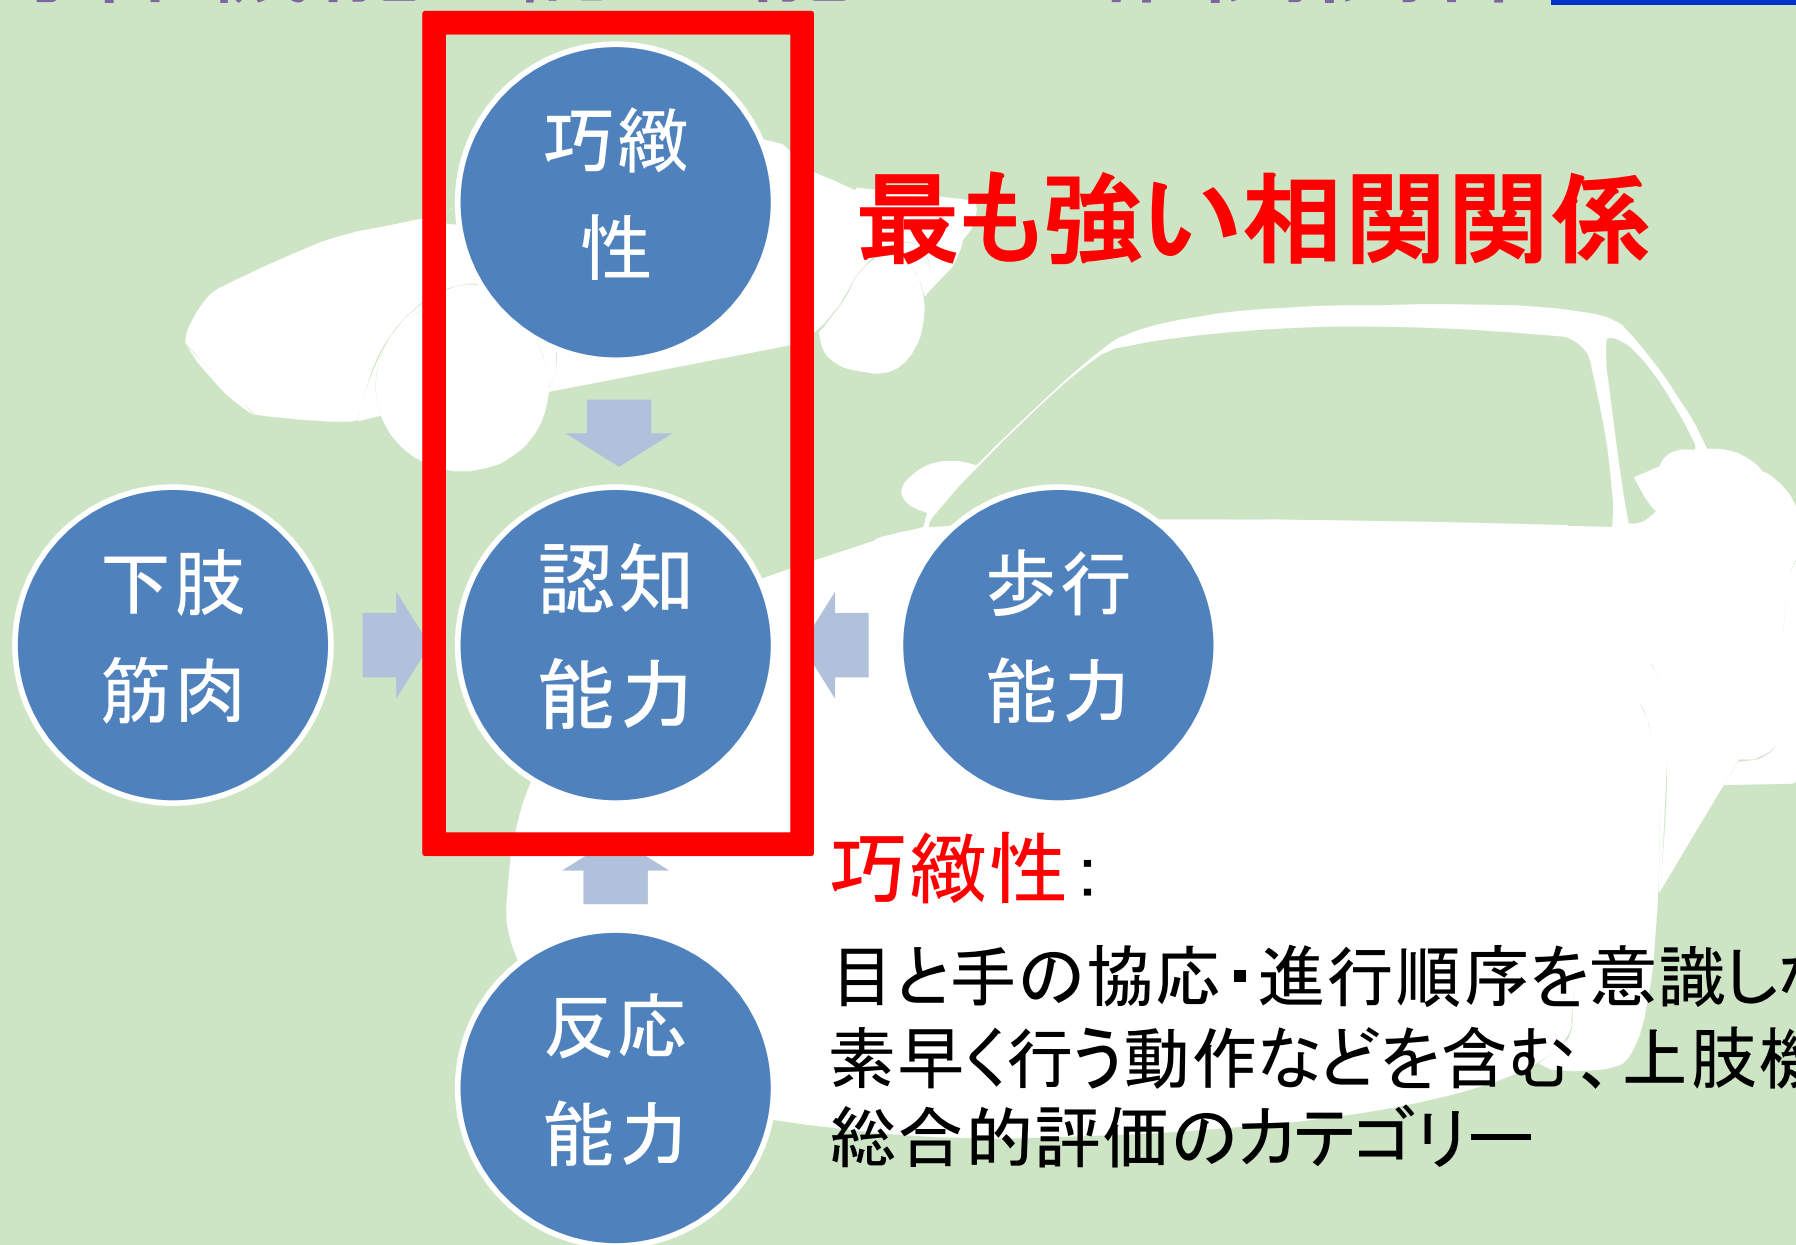 巧緻
性
最も強い相関関係
下肢
筋肉
認知
能力
歩行
能力
巧緻性：
目と手の協応・進行順序を意識し
素早く行う動作などを含む、上肢
総合的評価のカテゴリー
反応
能力